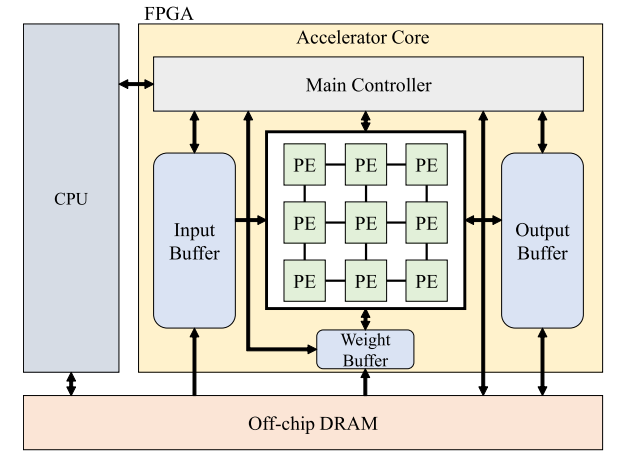 FPGA
Accelerator Core
Main Controller
CPU
Input
Buffer
PE PE PE
PE PE PE
PE PE PE
Output
Buffer
Weight
Buffer
Off-chip DRAM